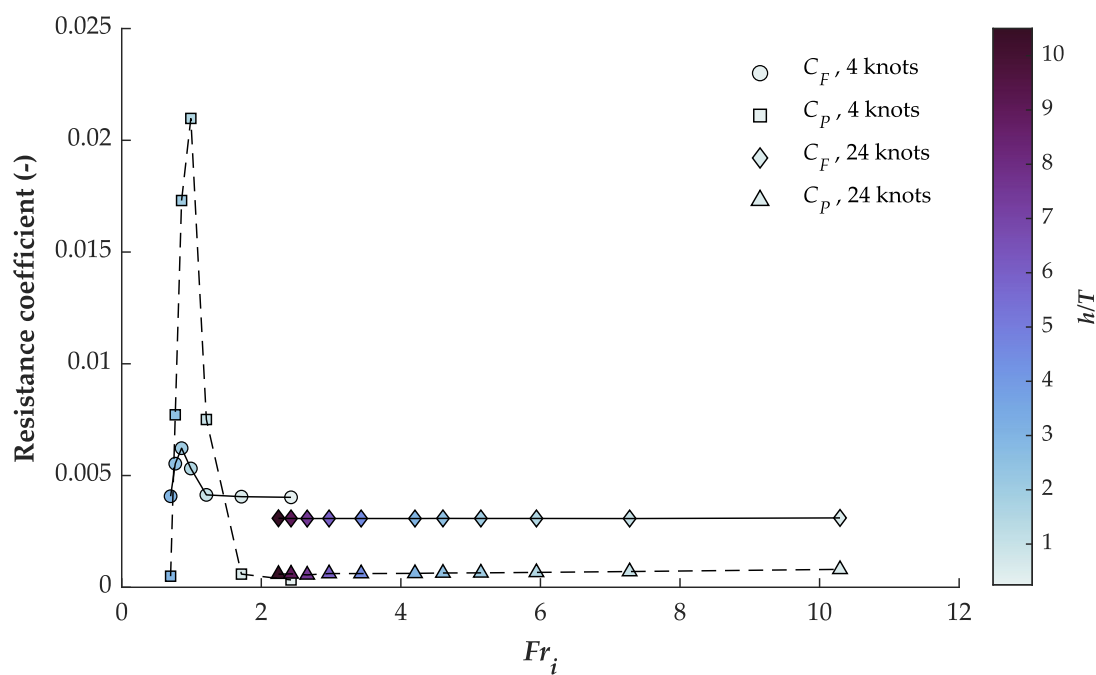 0.025
0.02
0.015
0.01
0.005
0
Resistance coefficient (-)
0 2 4 6 8 10 12
Fr_i
C_F , 4 knots
C_P , 4 knots
C_F , 24 knots
C_P , 24 knots
10
9
8
7
6
5
4
3
2
1
h/T